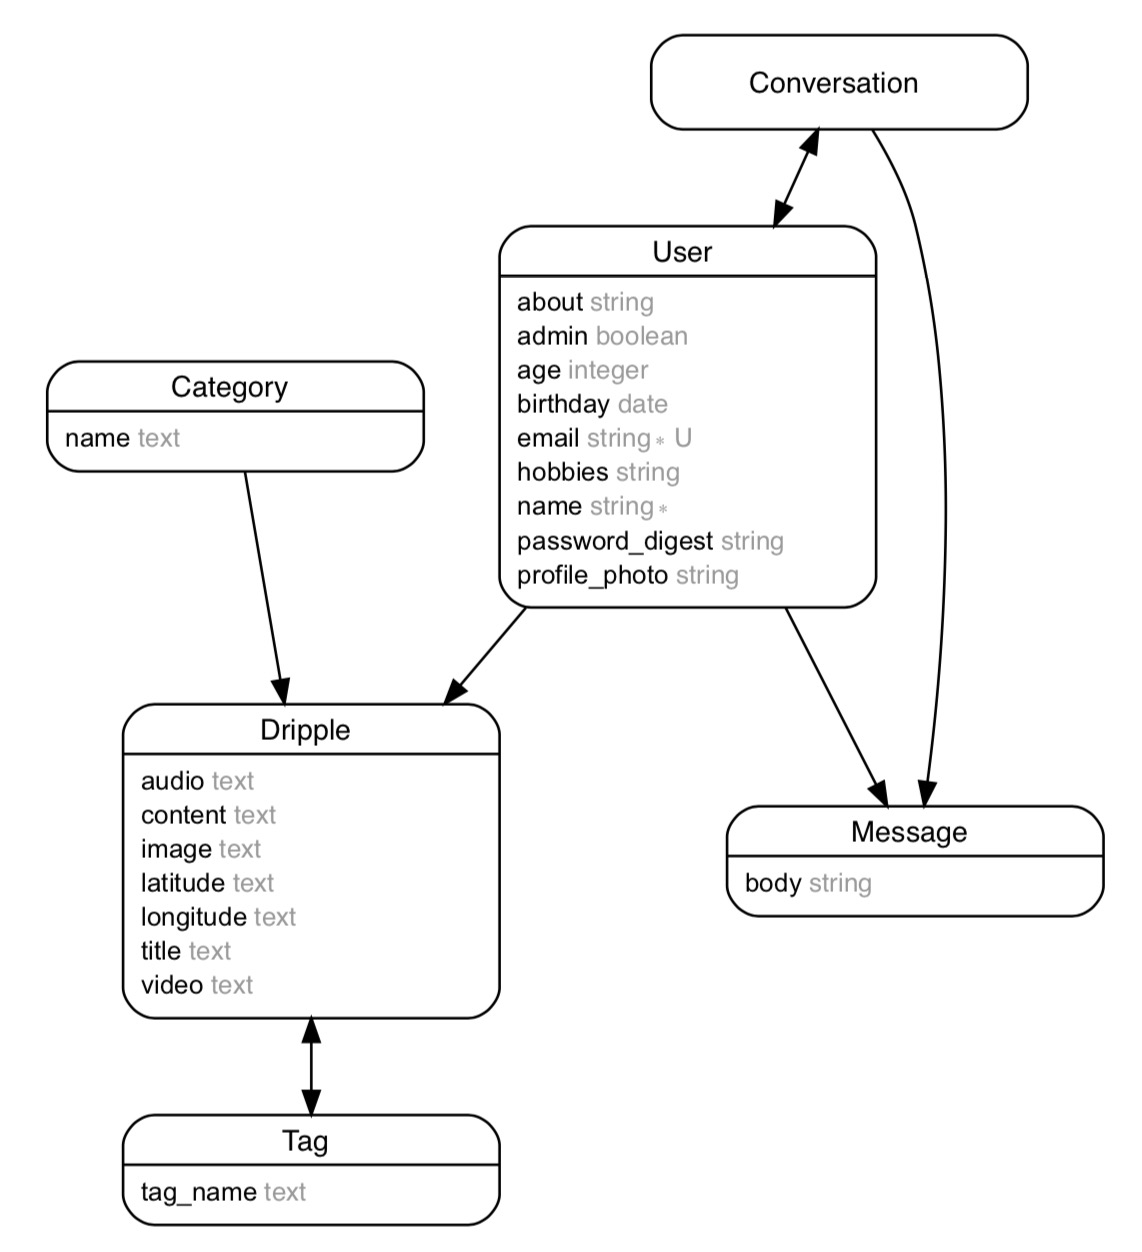 Conversation
User
about string
admin boolean
age integer
birthday date
email string * U
hobbies string
name string *
password_digest string
profile_photo string
Category
name text
Dripple
audio text
content text
image text
latitude text
longitude text
title text
video text
Message
body string
Tag
tag_name text